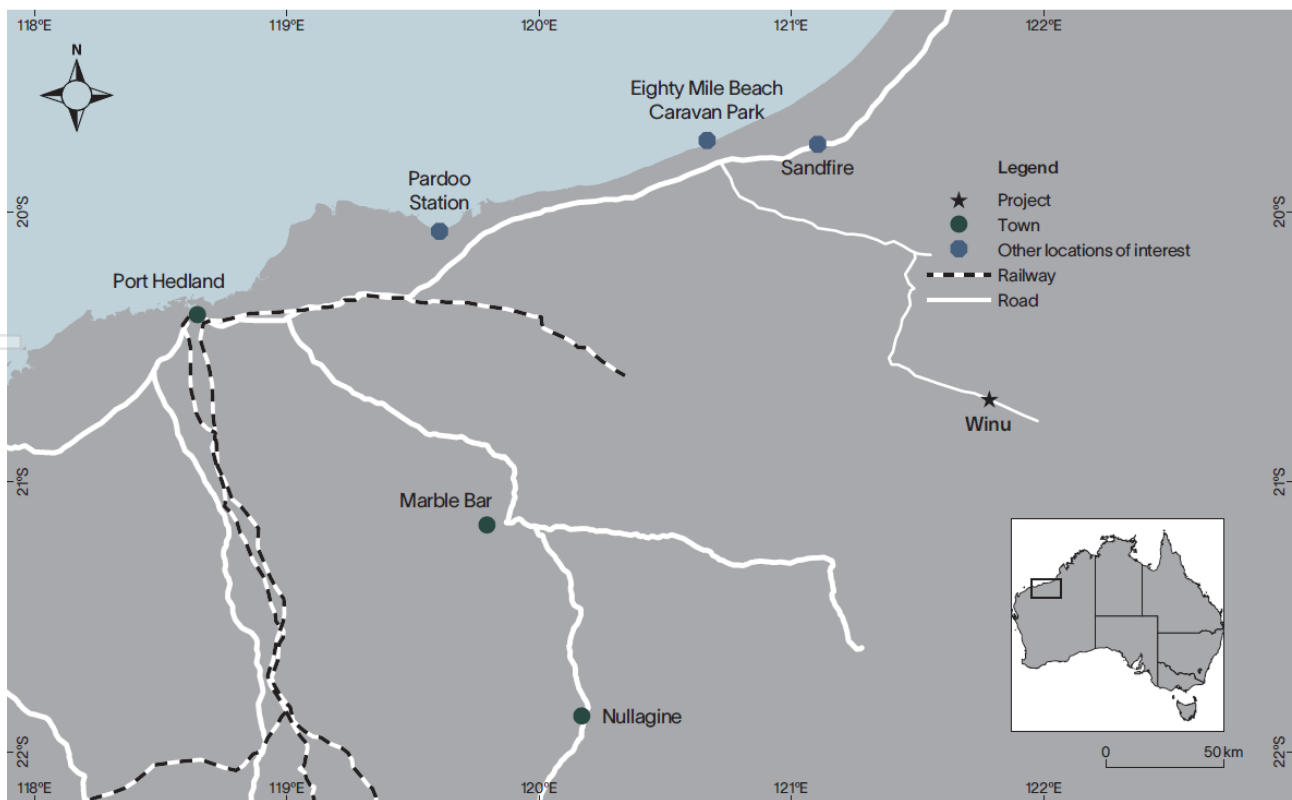 118°E
119°E
120°E
121°E
122°E
N
Eighty Mile Beach
Caravan Park
Sandfire
Pardoo
Station
Port Hedland
Legend
Project
Town
Other locations of interest
Railway
Road
20°S
20°S
Winu
Marble Bar
21°S
21°S
Nullagine
0
50 km
22°S
22°S
118°E
119°E
120°E
121°E
122°E